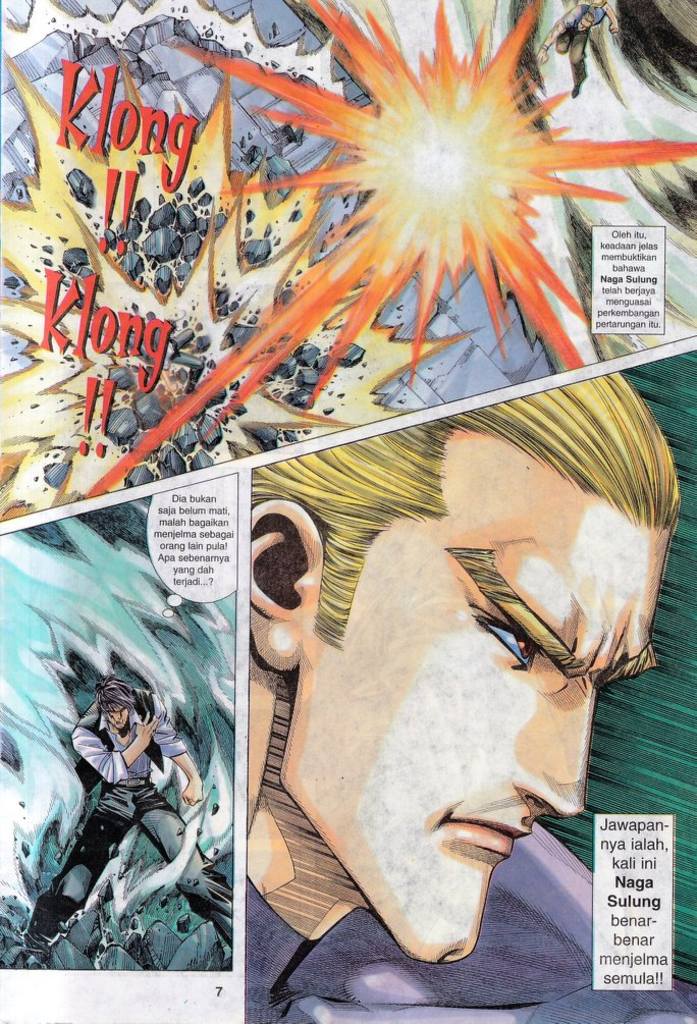 Klong
!!
Klong
!!
Oleh itu,
keadaan jelas
membuktikan
bahawa
Naga Sulung
telah berjaya
menguasai
perkembangan
pertarungan itu.
Dia bukan
saja belum mati,
malah bagaikan
menjelma sebagai
orang lain pula!
Apa sebenarnya
yang dah
terjadi...?
Jawapan-
nya ialah,
kali ini
Naga
Sulung
benar-
benar
menjelma
semula!!
7